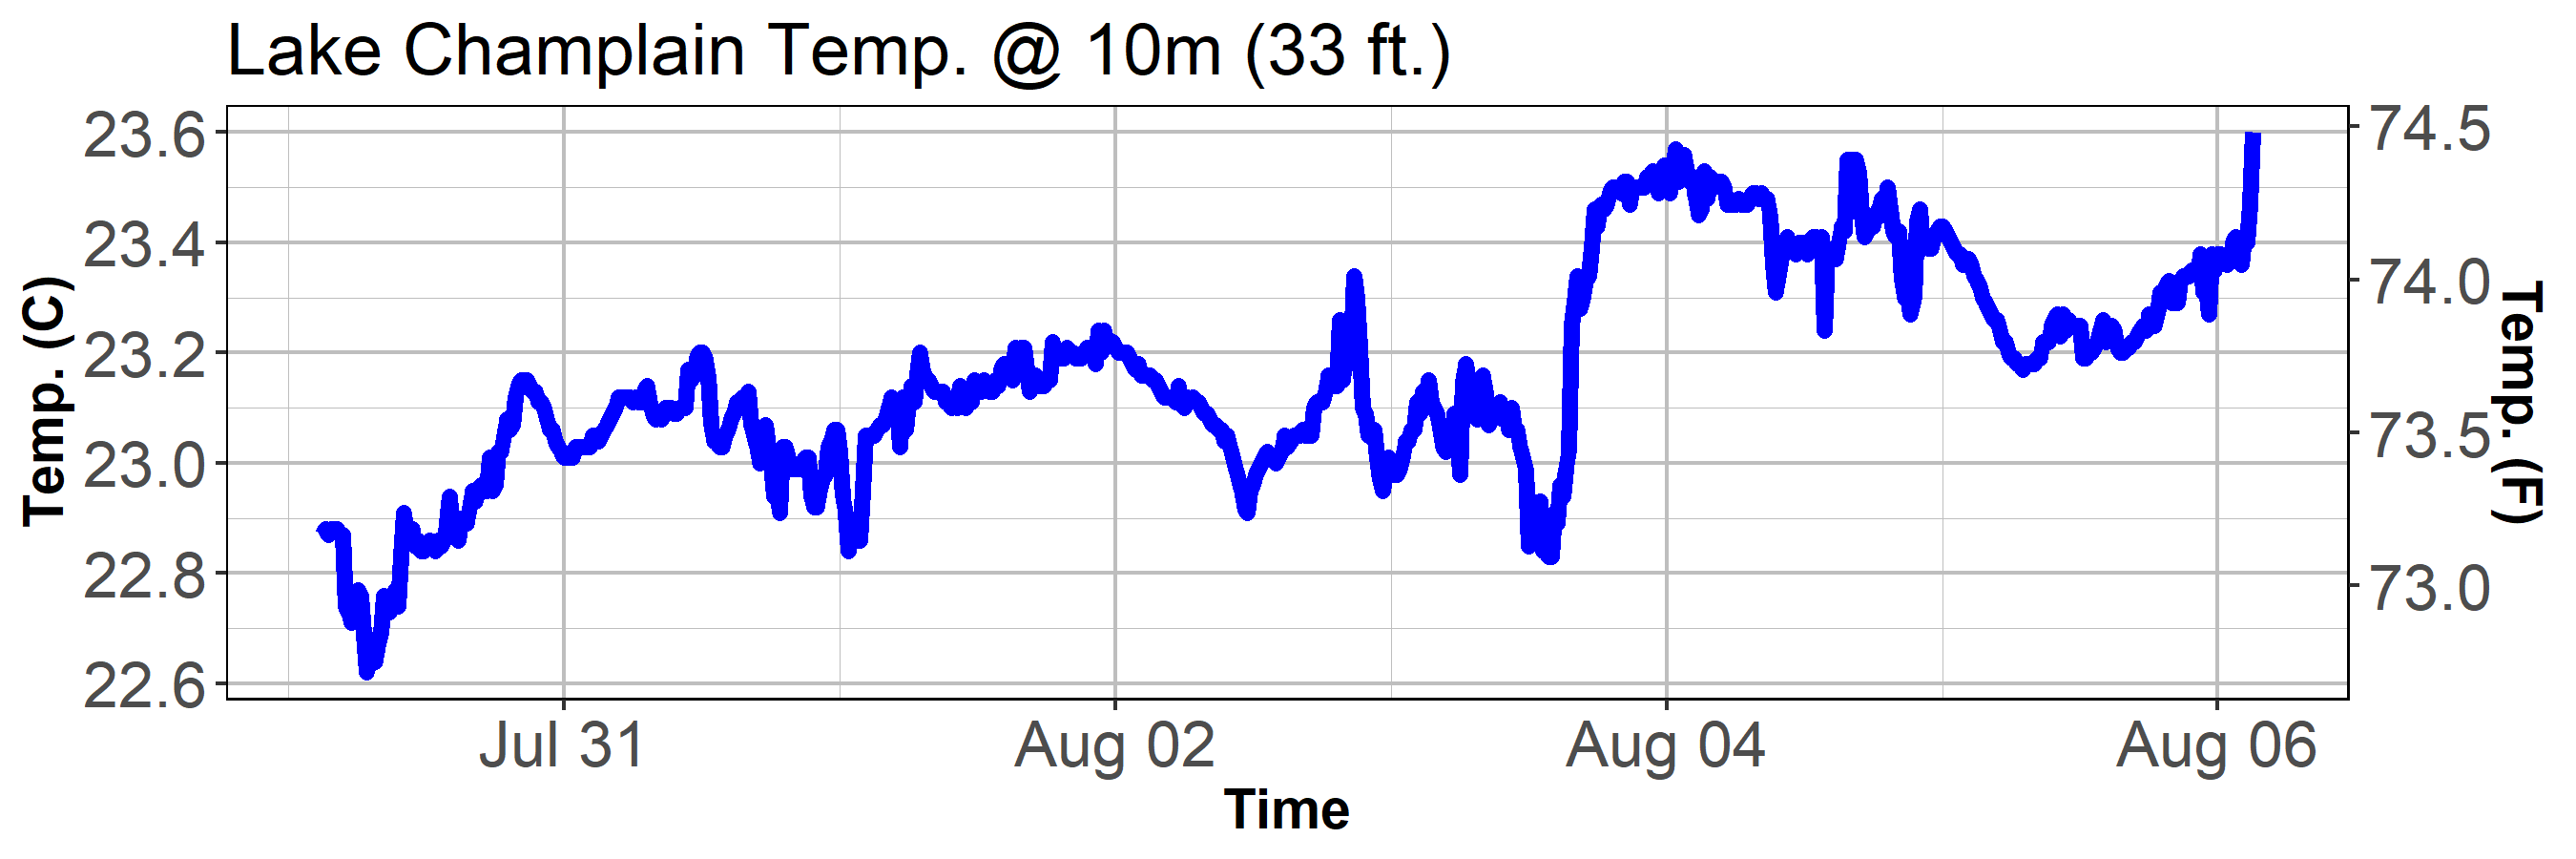 Lake Champlain Temp. @ 10m (33 ft.)
Temp. (C)
23.6
23.4
23.2
23.0
22.8
22.6
74.5
74.0
73.5
73.0
Temp. (F)
Jul 31 Aug 02 Aug 04 Aug 06
Time